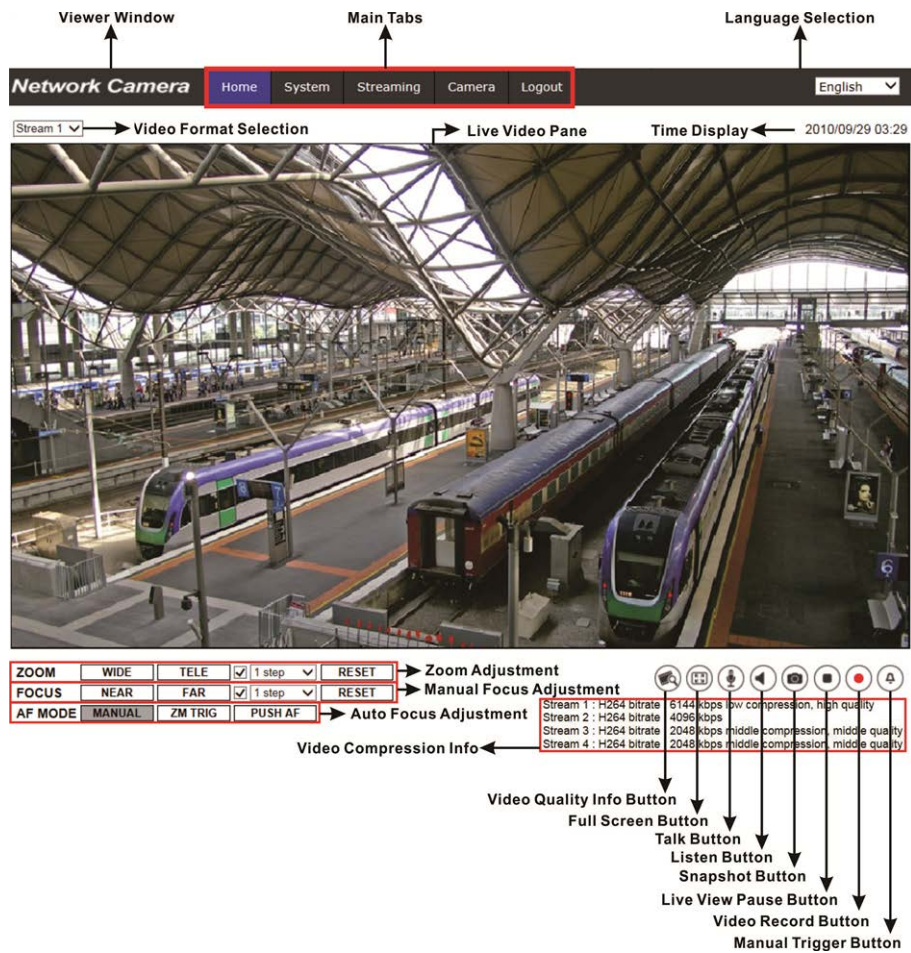 Viewer Window
Main Tabs
Language Selection
Network Camera
Home
System
Streaming
Camera
Logout
English
Stream 1
Video Format Selection
Live Video Pane
Time Display
2010/09/29 03:29
6
7
6
ZOOM WIDE TELE 1 step RESET
Zoom Adjustment
FOCUS NEAR FAR 1 step RESET
Manual Focus Adjustment
AF MODE MANUAL ZM TRIG PUSH AF
Auto Focus Adjustment
Stream 1 : H264 bitrate 6144 kbps low compression, high quality
Stream 2 : H264 bitrate 4096 kbps
Stream 3 : H264 bitrate 2048 kbps middle compression, middle quality
Stream 4 : H264 bitrate 2048 kbps middle compression, middle quality
Video Compression Info
Video Quality Info Button
Full Screen Button
Talk Button
Listen Button
Snapshot Button
Live View Pause Button
Video Record Button
Manual Trigger Button